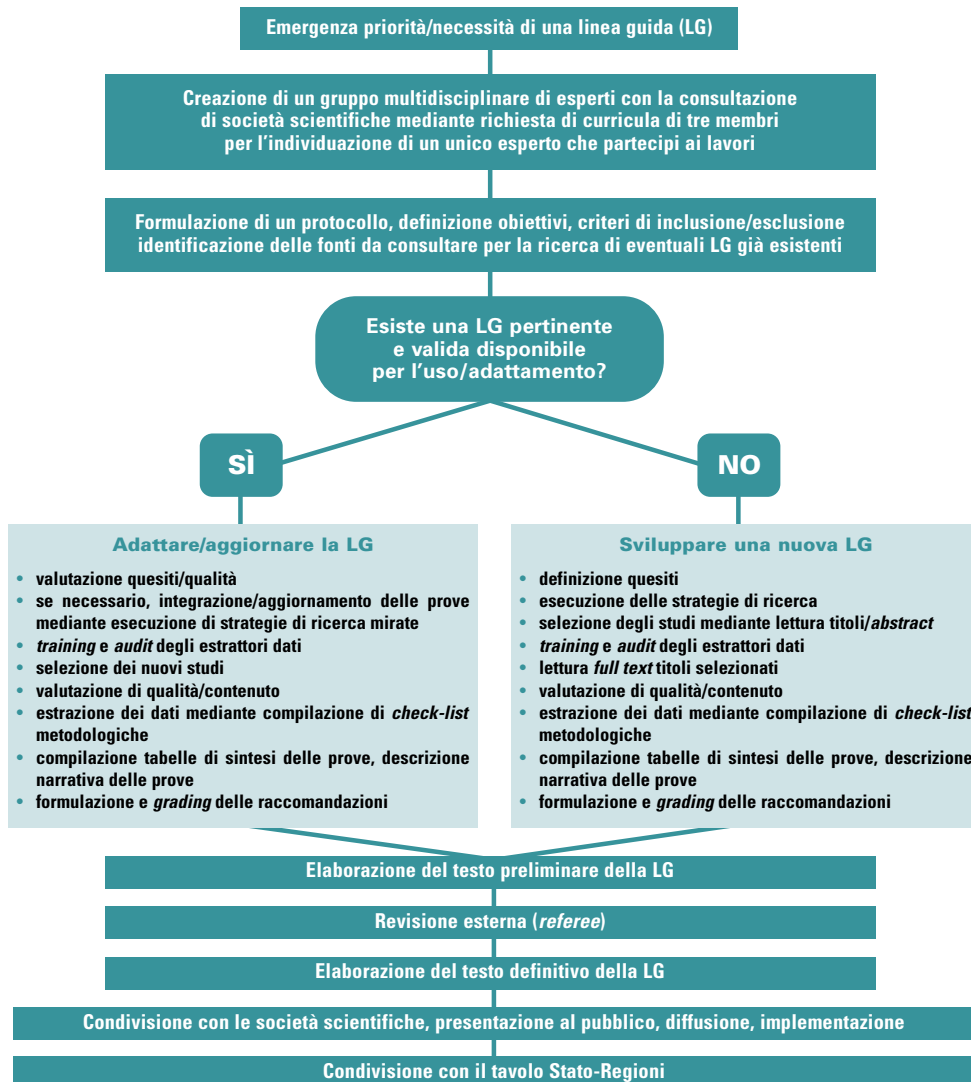 Emergenza priorità/necessità di una linea guida (LG)
Creazione di un gruppo multidisciplinare di esperti con la consultazione
di società scientifiche mediante richiesta di curricula di tre membri
per l'individuazione di un unico esperto che partecipi ai lavori
Formulazione di un protocollo, definizione obiettivi, criteri di inclusione/esclusione
identificazione delle fonti da consultare per la ricerca di eventuali LG già esistenti
Esiste una LG pertinente
e valida disponibile
per l'uso/adattamento?
SÌ
NO
Adattare/aggiornare la LG
• valutazione quesiti/qualità
• se necessario, integrazione/aggiornamento delle prove
mediante esecuzione di strategie di ricerca mirate
• training e audit degli estrattori dati
• selezione dei nuovi studi
• valutazione di qualità/contenuto
• estrazione dei dati mediante compilazione di check-list
metodologiche
• compilazione tabelle di sintesi delle prove, descrizione
narrativa delle prove
• formulazione e grading delle raccomandazioni
Sviluppare una nuova LG
• definizione quesiti
• esecuzione delle strategie di ricerca
• selezione degli studi mediante lettura titoli/abstract
• training e audit degli estrattori dati
• lettura full text titoli selezionati
• valutazione di qualità/contenuto
• estrazione dei dati mediante compilazione di check-list
metodologiche
• compilazione tabelle di sintesi delle prove, descrizione
narrativa delle prove
• formulazione e grading delle raccomandazioni
Elaborazione del testo preliminare della LG
Revisione esterna (referee)
Elaborazione del testo definitivo della LG
Condivisione con le società scientifiche, presentazione al pubblico, diffusione, implementazione
Condivisione con il tavolo Stato-Regioni